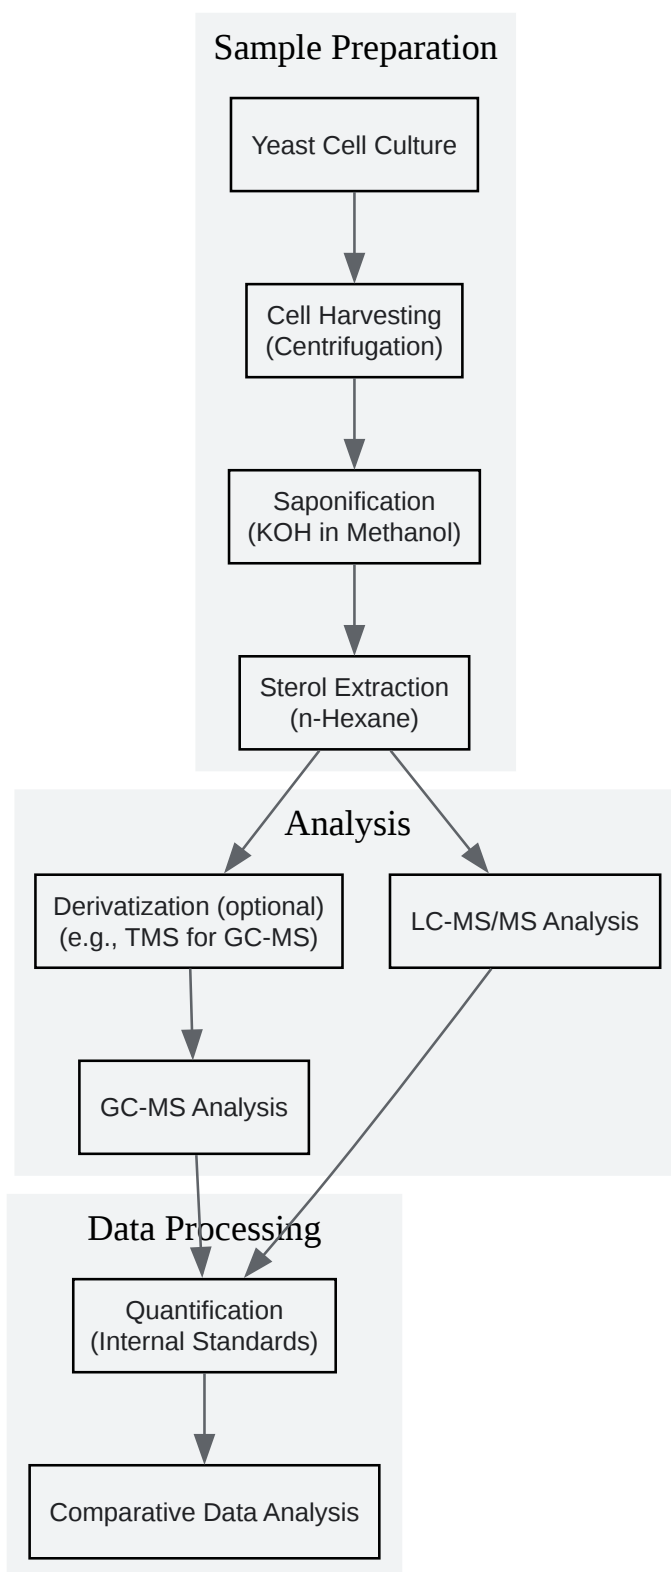 Sample Preparation
Yeast Cell Culture
Cell Harvesting
(Centrifugation)
Saponification
(KOH in Methanol)
Sterol Extraction
(n-Hexane)
Analysis
Derivatization (optional)
(e.g., TMS for GC-MS)
LC-MS/MS Analysis
GC-MS Analysis
Data Processing
Quantification
(Internal Standards)
Comparative Data Analysis